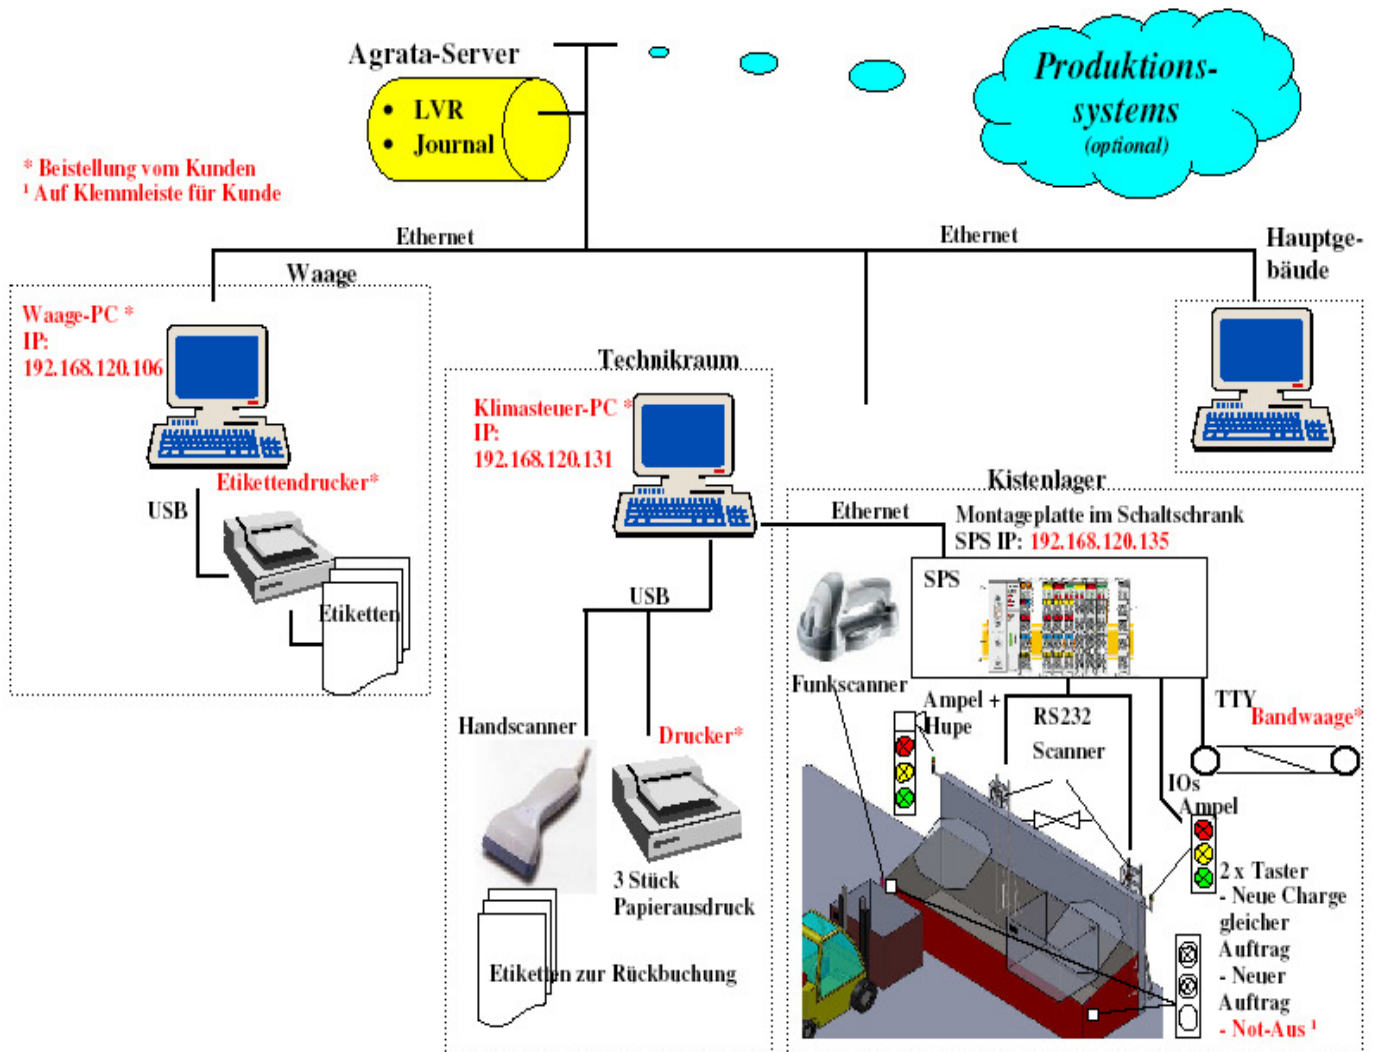 Agrata-Server
• LVR
• Journal
Produktions-
systems
(optional)
* Beistellung vom Kunden
¹ Auf Klemmleiste für Kunde
Ethernet
Ethernet
Hauptge-
bäude
Waage
Waage-PC *
IP:
192.168.120.106
Etikettendrucker*
USB
Etiketten
Technikraum
Klimasteuer-PC *
IP:
192.168.120.131
USB
Handscanner
Drucker*
3 Stück
Papierausdruck
Etiketten zur Rückbuchung
Kistenlager
Ethernet
Montageplatte im Schaltschrank
SPS IP: 192.168.120.135
SPS
Funkscanner
Ampel +
Hupe
RS232
Scanner
TTY
Bandwaage*
IOs
Ampel
2 x Taster
- Neue Charge
gleicher
Auftrag
- Neuer
Auftrag
- Not-Aus ¹